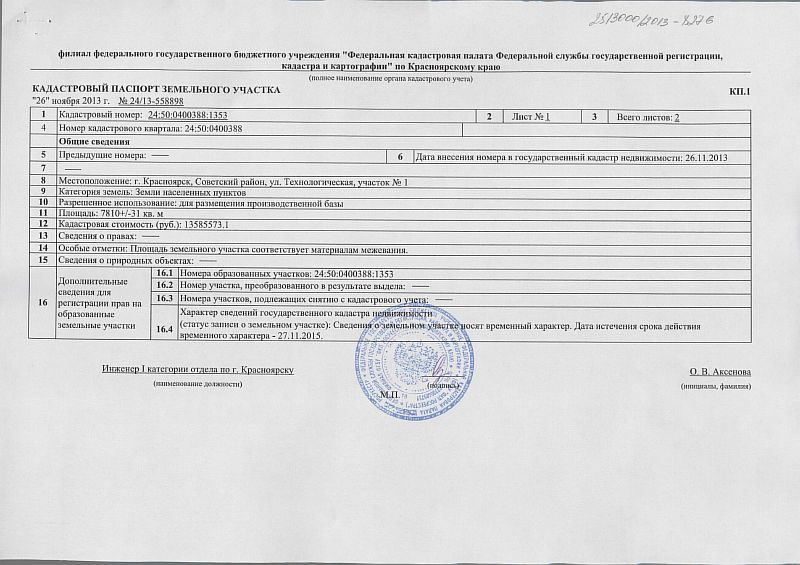 филиал федерального государственного бюджетного учреждения "Федеральная кадастровая палата Федеральной службы государственной регистрации,
кадастра и картографии" по Красноярскому краю
(полное наименование органа кадастрового учета)
КАДАСТРОВЫЙ ПАСПОРТ ЗЕМЕЛЬНОГО УЧАСТКА
КП.1
"26" ноября 2013 г. № 24/13-558898
1 Кадастровый номер: 24:50:0400388:1353 2 Лист № 1 3 Всего листов: 2
4 Номер кадастрового квартала: 24:50:0400388
Общие сведения
5 Предыдущие номера: —— 6 Дата внесения номера в государственный кадастр недвижимости: 26.11.2013
7 ——
8 Местоположение: г. Красноярск, Советский район, ул. Технологическая, участок № 1
9 Категория земель: Земли населенных пунктов
10 Разрешенное использование: для размещения производственной базы
11 Площадь: 7810+/-31 кв. м
12 Кадастровая стоимость (руб.): 13585573.1
13 Сведения о правах: ——
14 Особые отметки: Площадь земельного участка соответствует материалам межевания.
15 Сведения о природных объектах: ——
16 Дополнительные
сведения для
регистрации прав на
образованные
земельные участки
16.1 Номера образованных участков: 24:50:0400388:1353
16.2 Номер участка, преобразованного в результате выдела: ——
16.3 Номера участков, подлежащих снятию с кадастрового учета: ——
16.4 Характер сведений государственного кадастра недвижимости
(статус записи о земельном участке): Сведения о земельном участке носят временный характер. Дата истечения срока действия
временного характера - 27.11.2015.
Инженер I категории отдела по г. Красноярску
О. В. Аксенова
(наименование должности)
(подпись)
(инициалы, фамилия)
М.П.